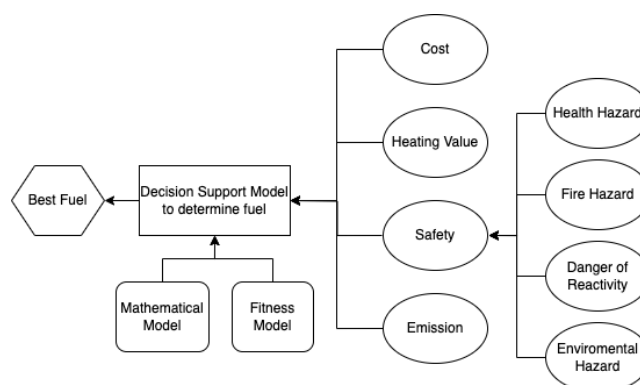 Cost
Health Hazard
Heating Value
Fire Hazard
Best Fuel
Decision Support Model
to determine fuel
Safety
Danger of
Reactivity
Mathematical
Model
Fitness
Model
Emission
Enviromental
Hazard